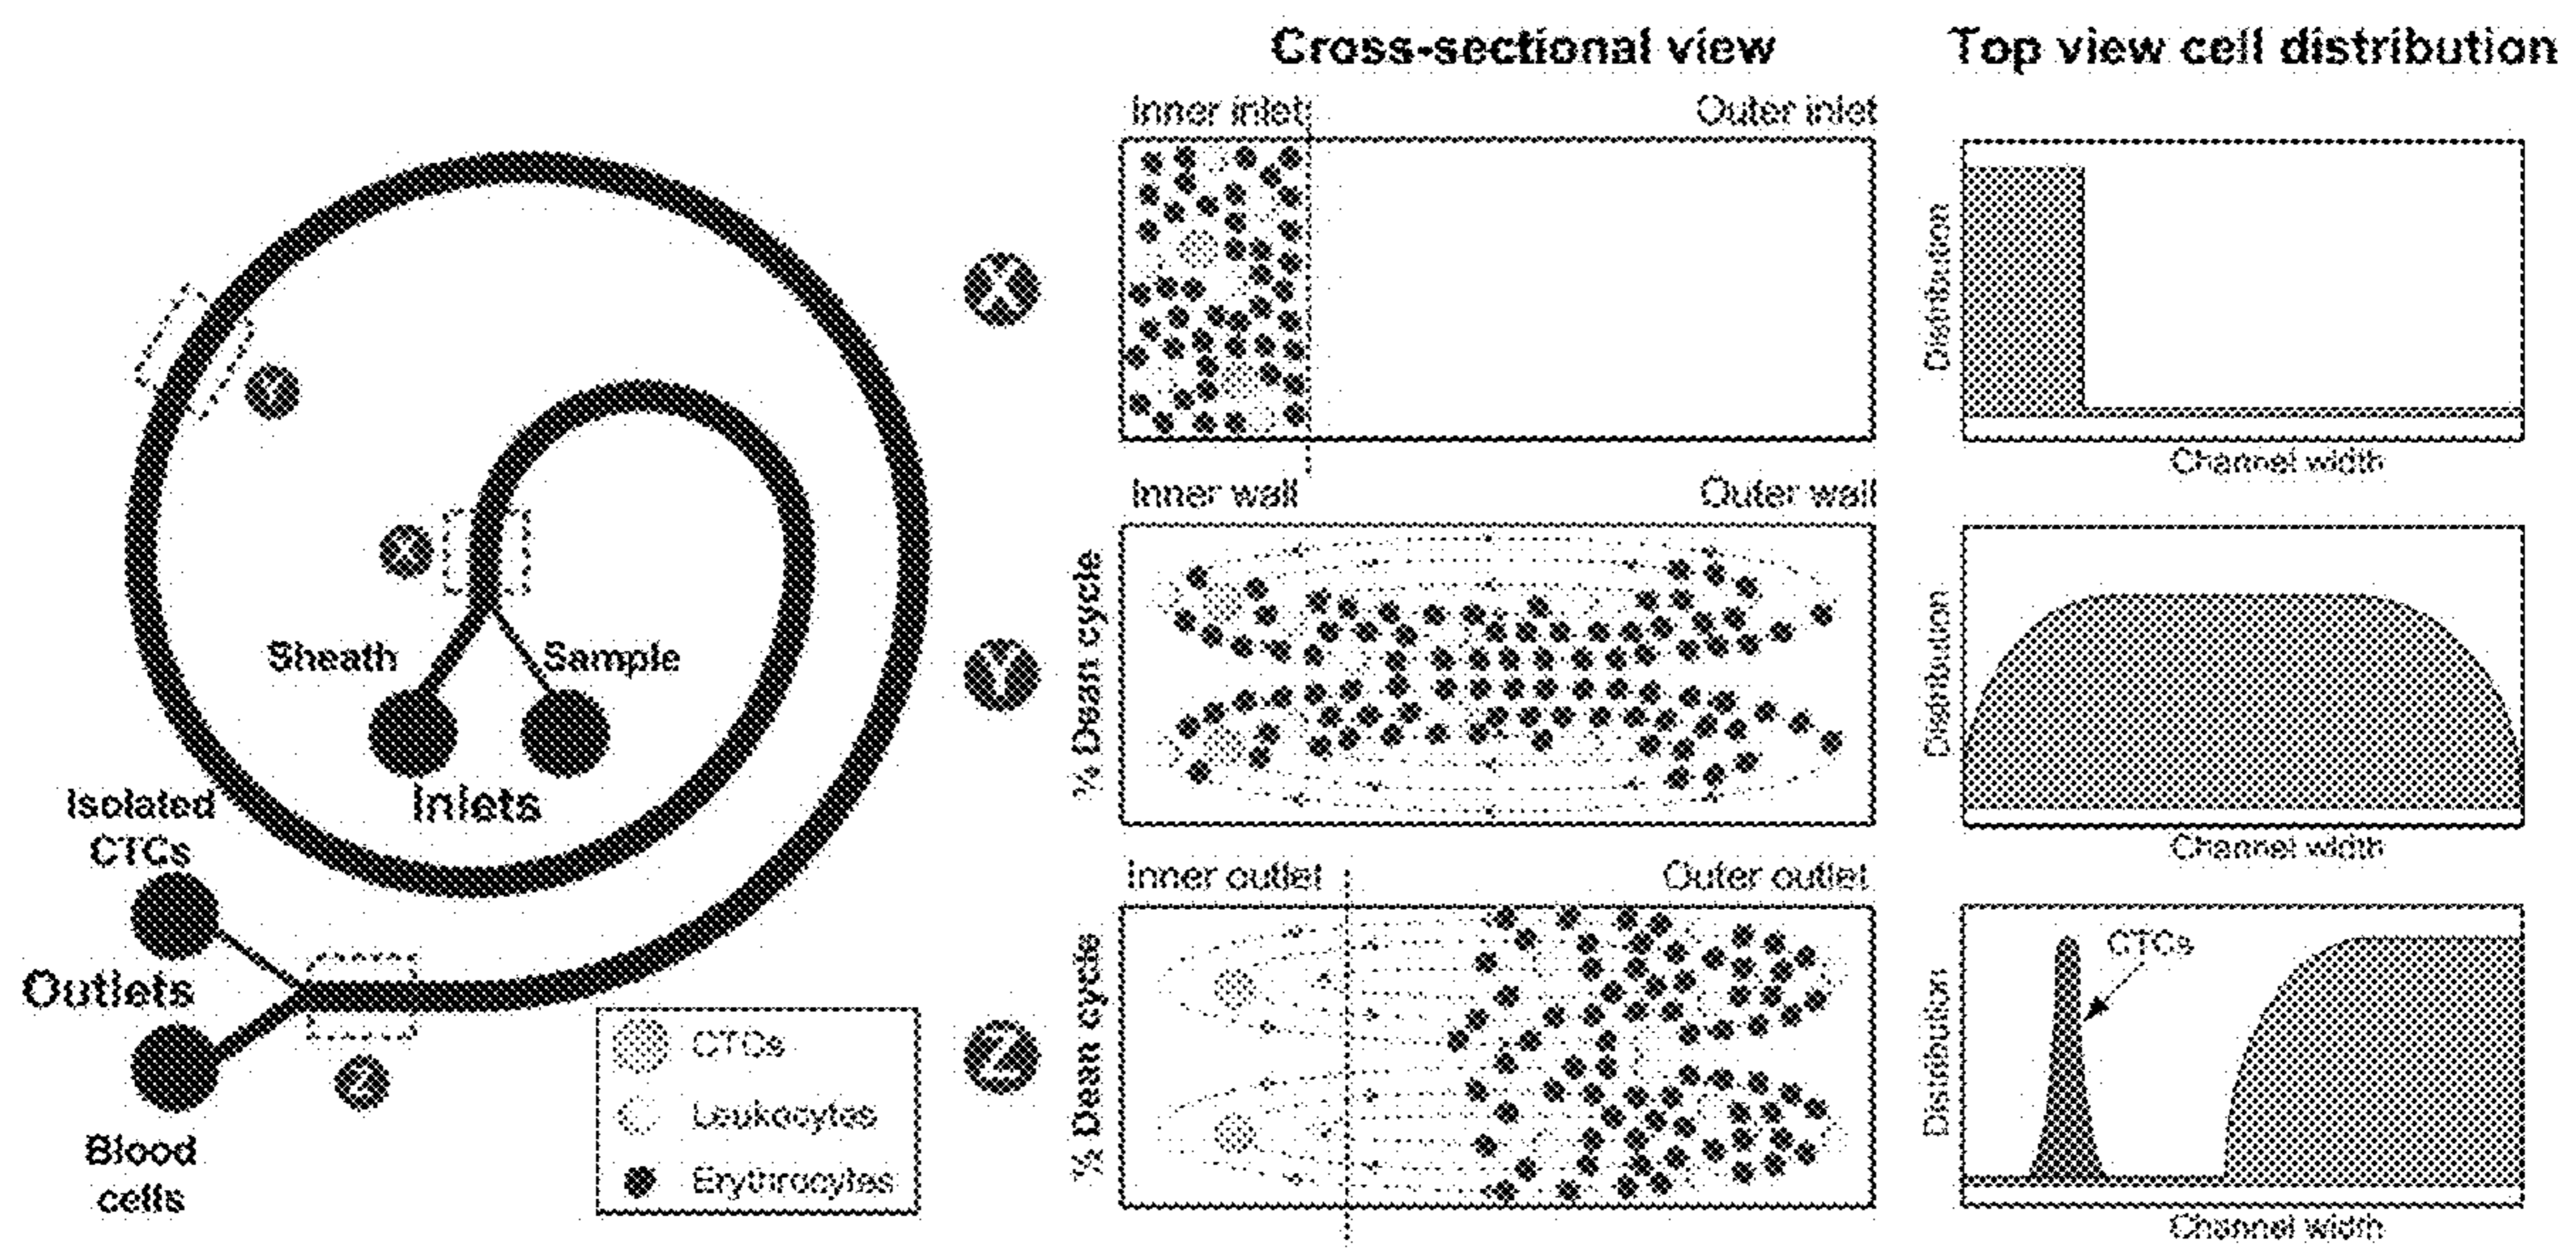 Cross-sectional view
Top view cell distribution
Inner inlet
Outer inlet
X
Distribution
Channel width
Y
X
Sheath
Sample
Inlets
Isolated
CTCs
Outlets
Blood
cells
Z
CTCs
Leukocytes
Erythrocytes
Inner wall
Outer wall
Y
¼ Dean cycle
Distribution
Channel width
Inner outlet
Outer outlet
Z
½ Dean cycle
CTCs
Distribution
Channel width